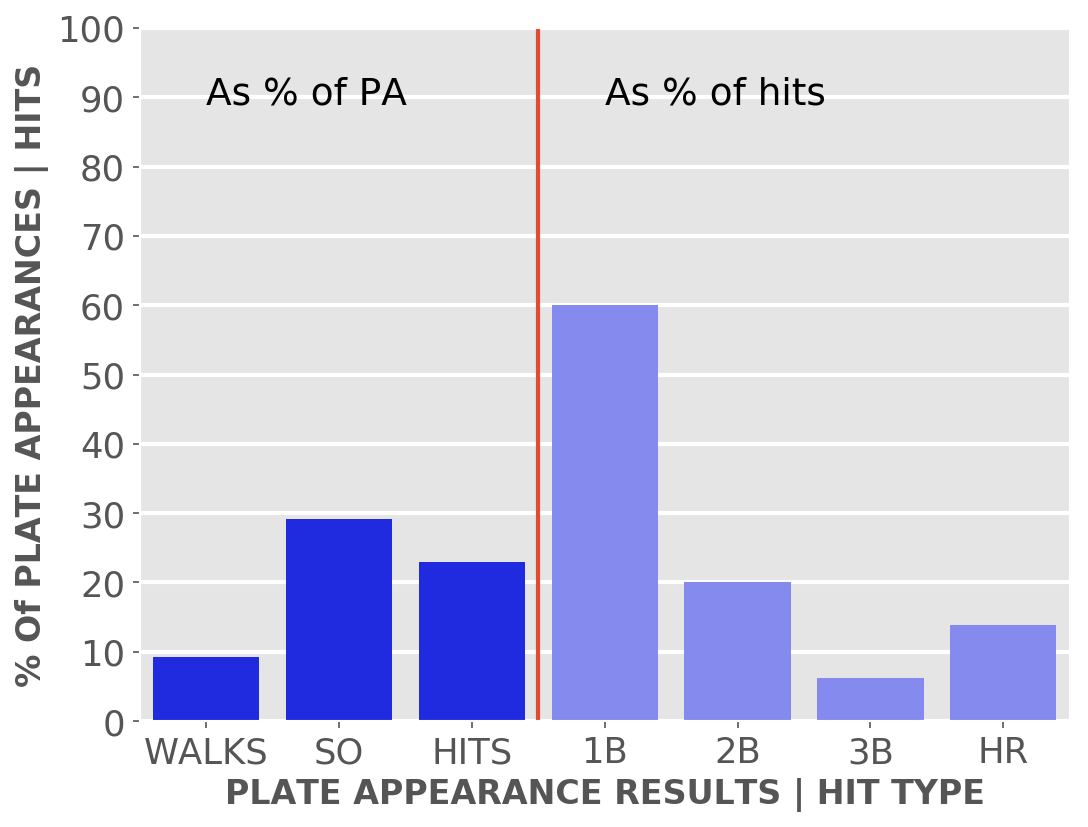 100
90
80
70
60
50
40
30
20
10
0
% Of PLATE APPEARANCES | HITS
As % of PA
As % of hits
WALKS SO HITS 1B 2B 3B HR
PLATE APPEARANCE RESULTS | HIT TYPE